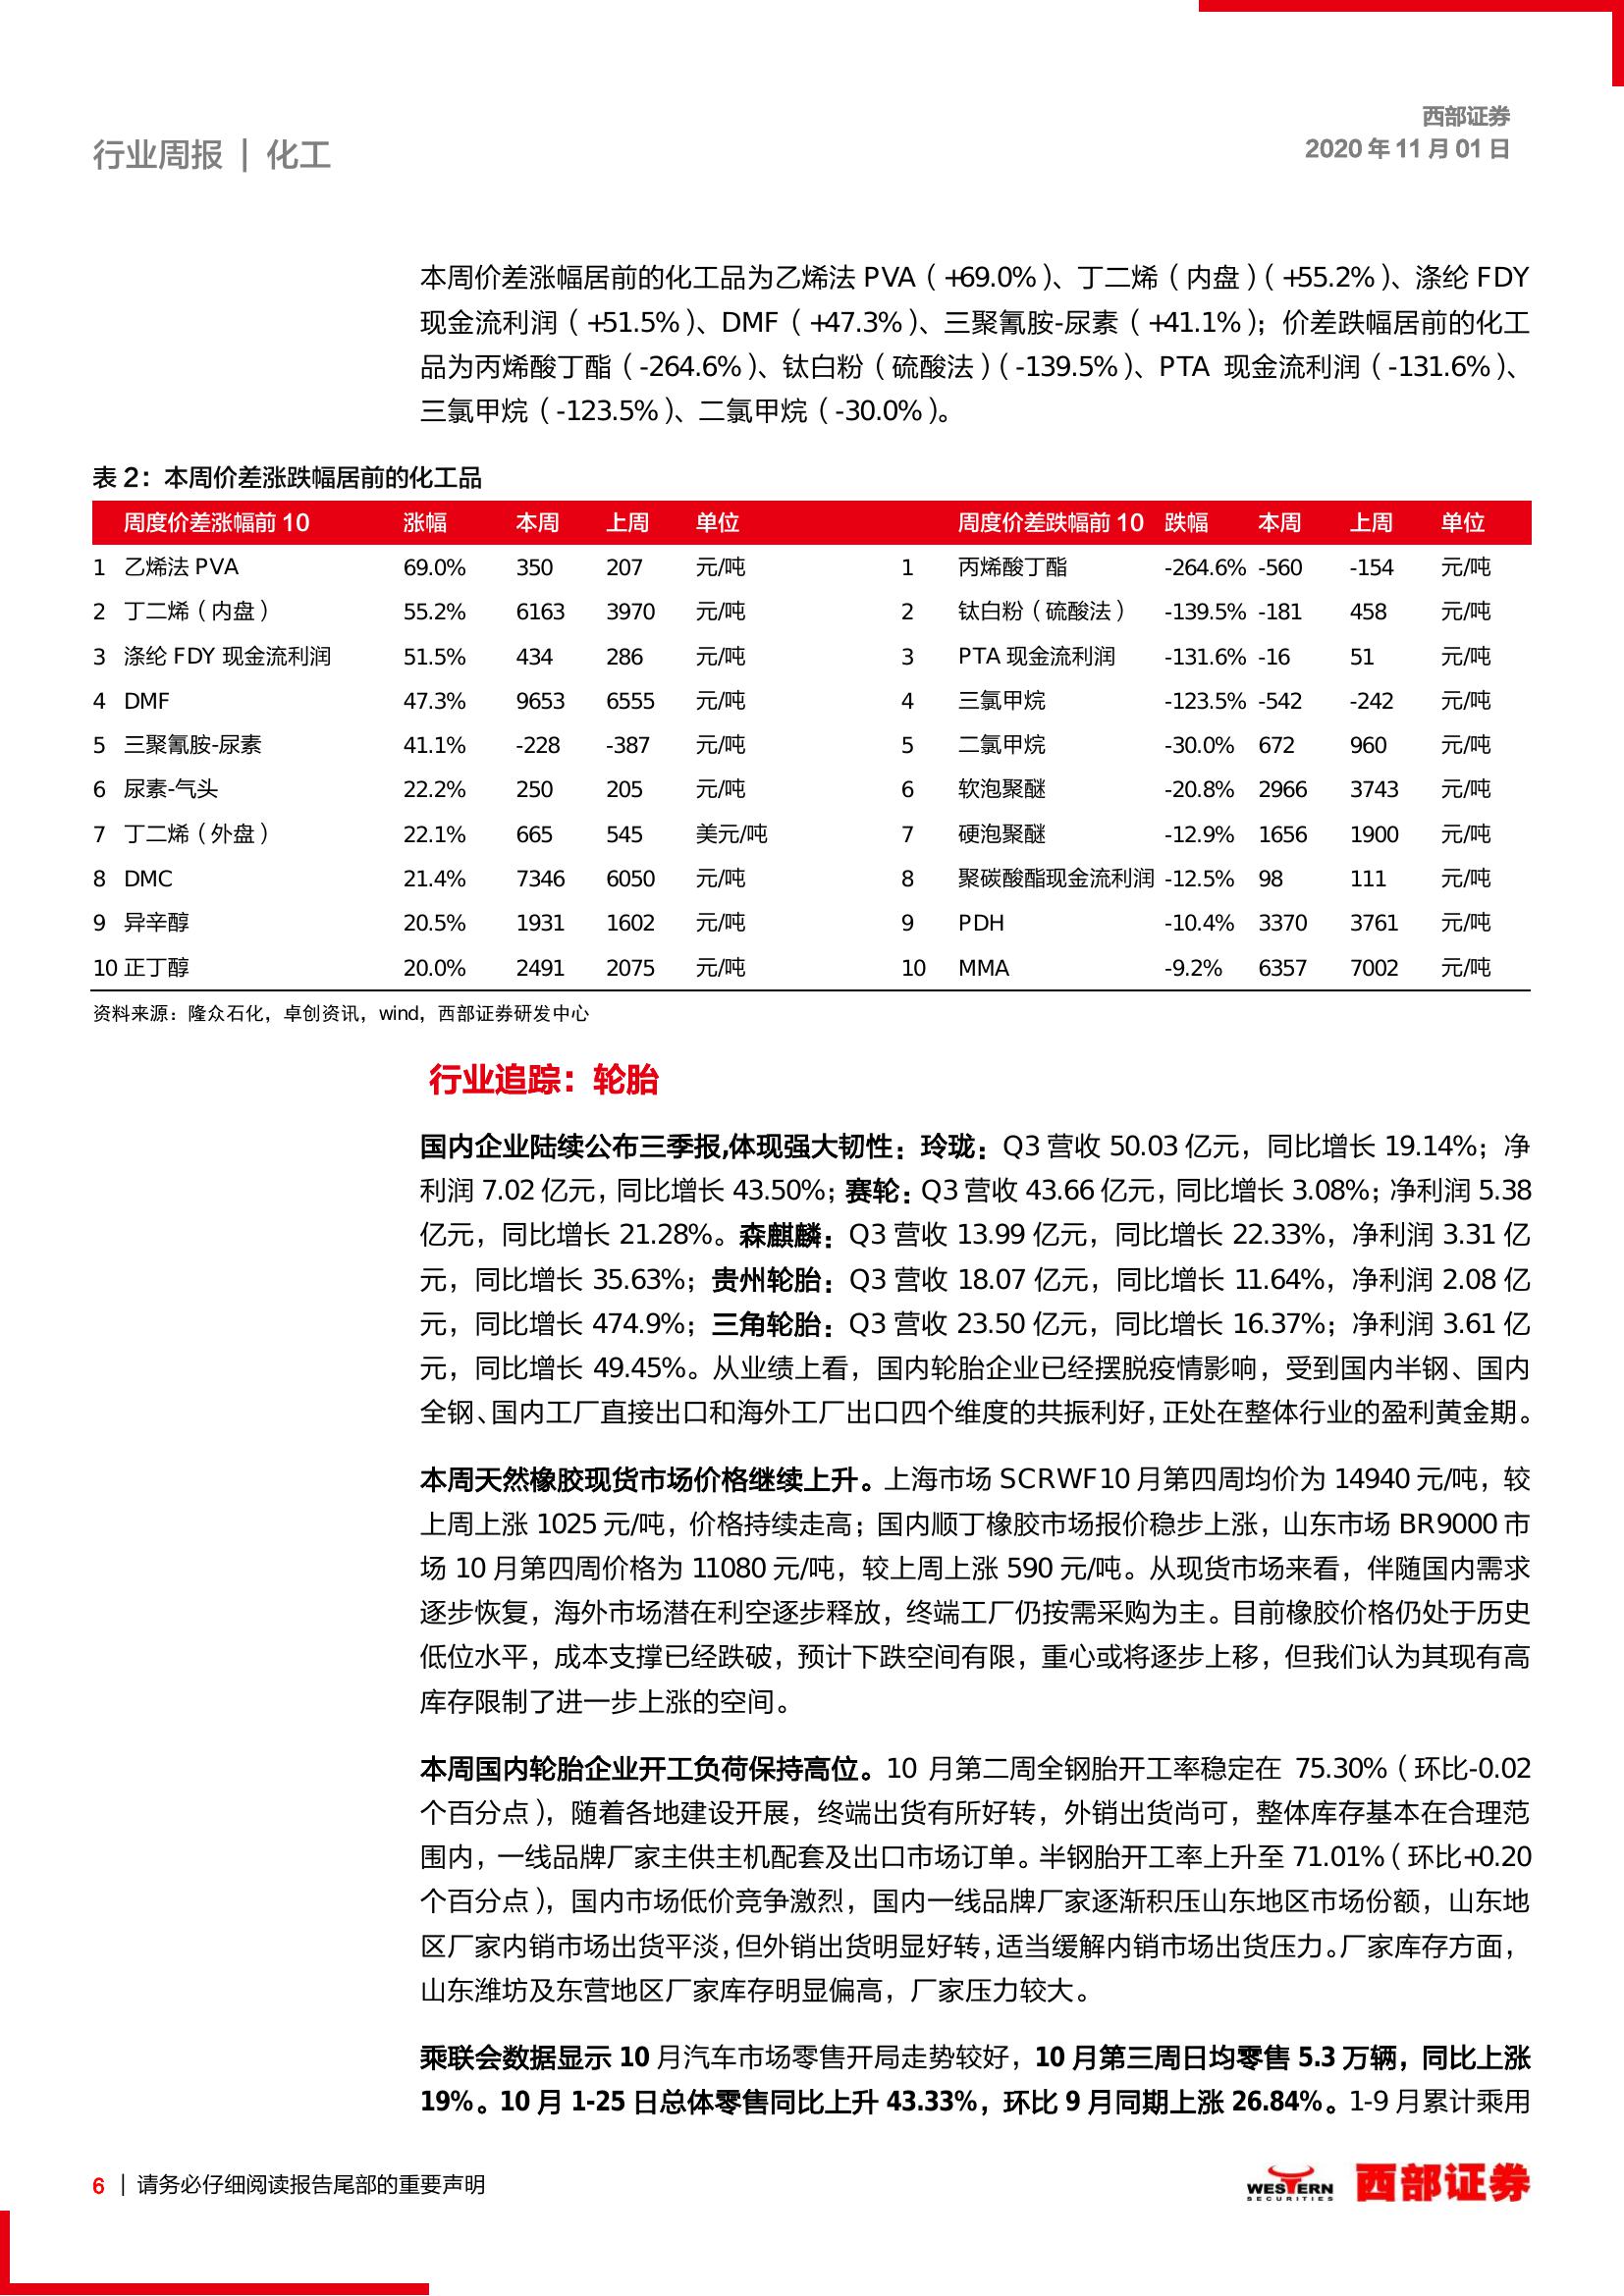 西部证券
行业周报 | 化工
2020 年 11 月 01 日
本周价差涨幅居前的化工品为乙烯法 PVA（+69.0%）、丁二烯（内盘）（+55.2%）、涤纶 FDY
现金流利润（+51.5%）、DMF（+47.3%）、三聚氰胺-尿素（+41.1%）；价差跌幅居前的化工
品为丙烯酸丁酯（-264.6%）、钛白粉（硫酸法）（-139.5%）、PTA 现金流利润（-131.6%）、
三氯甲烷（-123.5%）、二氯甲烷（-30.0%）。
表 2：本周价差涨跌幅居前的化工品
周度价差涨幅前 10 涨幅 本周 上周 单位 周度价差跌幅前 10 跌幅 本周 上周 单位
1 乙烯法 PVA 69.0% 350 207 元/吨 1 丙烯酸丁酯 -264.6% -560 -154 元/吨
2 丁二烯（内盘） 55.2% 6163 3970 元/吨 2 钛白粉（硫酸法） -139.5% -181 458 元/吨
3 涤纶 FDY 现金流利润 51.5% 434 286 元/吨 3 PTA 现金流利润 -131.6% -16 51 元/吨
4 DMF 47.3% 9653 6555 元/吨 4 三氯甲烷 -123.5% -542 -242 元/吨
5 三聚氰胺-尿素 41.1% -228 -387 元/吨 5 二氯甲烷 -30.0% 672 960 元/吨
6 尿素-气头 22.2% 250 205 元/吨 6 软泡聚醚 -20.8% 2966 3743 元/吨
7 丁二烯（外盘） 22.1% 665 545 美元/吨 7 硬泡聚醚 -12.9% 1656 1900 元/吨
8 DMC 21.4% 7346 6050 元/吨 8 聚碳酸酯现金流利润 -12.5% 98 111 元/吨
9 异辛醇 20.5% 1931 1602 元/吨 9 PDH -10.4% 3370 3761 元/吨
10 正丁醇 20.0% 2491 2075 元/吨 10 MMA -9.2% 6357 7002 元/吨
资料来源：隆众石化，卓创资讯，wind，西部证券研发中心
行业追踪：轮胎
国内企业陆续公布三季报,体现强大韧性：玲珑：Q3 营收 50.03 亿元，同比增长 19.14%；净
利润 7.02 亿元，同比增长 43.50%；赛轮：Q3 营收 43.66 亿元，同比增长 3.08%；净利润 5.38
亿元，同比增长 21.28%。森麒麟：Q3 营收 13.99 亿元，同比增长 22.33%，净利润 3.31 亿
元，同比增长 35.63%；贵州轮胎：Q3 营收 18.07 亿元，同比增长 11.64%，净利润 2.08 亿
元，同比增长 474.9%；三角轮胎：Q3 营收 23.50 亿元，同比增长 16.37%；净利润 3.61 亿
元，同比增长 49.45%。从业绩上看，国内轮胎企业已经摆脱疫情影响，受到国内半钢、国内
全钢、国内工厂直接出口和海外工厂出口四个维度的共振利好，正处在整体行业的盈利黄金期。
本周天然橡胶现货市场价格继续上升。上海市场 SCRWF10 月第四周均价为 14940 元/吨，较
上周上涨 1025 元/吨，价格持续走高；国内顺丁橡胶市场报价稳步上涨，山东市场 BR9000 市
场 10 月第四周价格为 11080 元/吨，较上周上涨 590 元/吨。从现货市场来看，伴随国内需求
逐步恢复，海外市场潜在利空逐步释放，终端工厂仍按需采购为主。目前橡胶价格仍处于历史
低位水平，成本支撑已经跌破，预计下跌空间有限，重心或将逐步上移，但我们认为其现有高
库存限制了进一步上涨的空间。
本周国内轮胎企业开工负荷保持高位。10 月第二周全钢胎开工率稳定在 75.30%（环比-0.02
个百分点），随着各地建设开展，终端出货有所好转，外销出货尚可，整体库存基本在合理范
围内，一线品牌厂家主供主机配套及出口市场订单。半钢胎开工率上升至 71.01%（环比+0.20
个百分点），国内市场低价竞争激烈，国内一线品牌厂家逐渐积压山东地区市场份额，山东地
区厂家内销市场出货平淡，但外销出货明显好转，适当缓解内销市场出货压力。厂家库存方面，
山东潍坊及东营地区厂家库存明显偏高，厂家压力较大。
乘联会数据显示 10 月汽车市场零售开局走势较好，10 月第三周日均零售 5.3 万辆，同比上涨
19%。10 月 1-25 日总体零售同比上升 43.33%，环比 9 月同期上涨 26.84%。1-9 月累计乘用
6 | 请务必仔细阅读报告尾部的重要声明
WESTERN
SECURITIES
西部证券